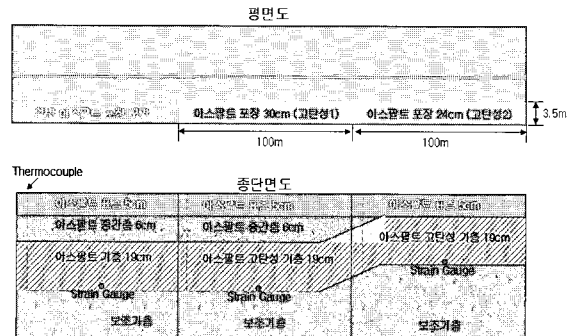 평면도
아스팔트 포장 30cm (고탄성1)
아스팔트 포장 24cm (고탄성2)
3.5m
100m
100m
Thermocouple
종단면도
아스팔트 표층 5cm
아스팔트 표층 5cm
아스팔트 표층 5cm
아스팔트 중간층 6cm
아스팔트 중간층 6cm
아스팔트 고탄성 기층 19cm
아스팔트 기층 19cm
아스팔트 고탄성 기층 19cm
Strain Gauge
Strain Gauge
Strain Gauge
보조기층
보조기층
보조기층